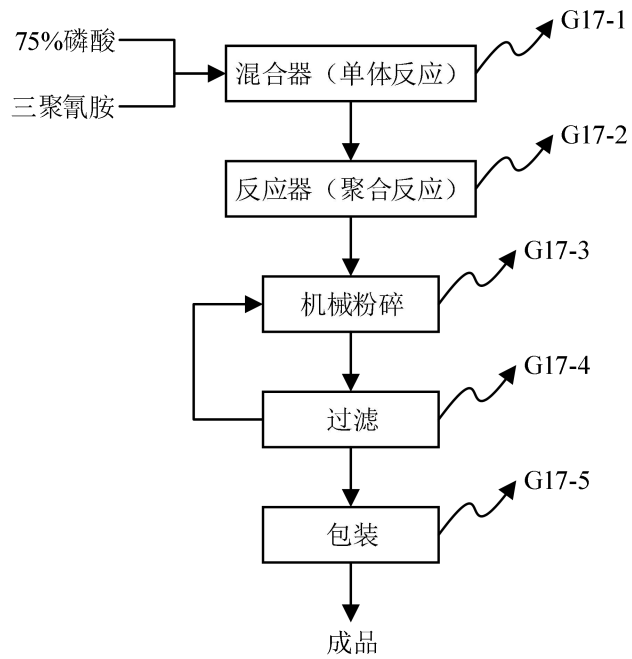 G17-1
75%磷酸
混合器（单体反应）
三聚氰胺
G17-2
反应器（聚合反应）
G17-3
机械粉碎
G17-4
过滤
G17-5
包装
成品